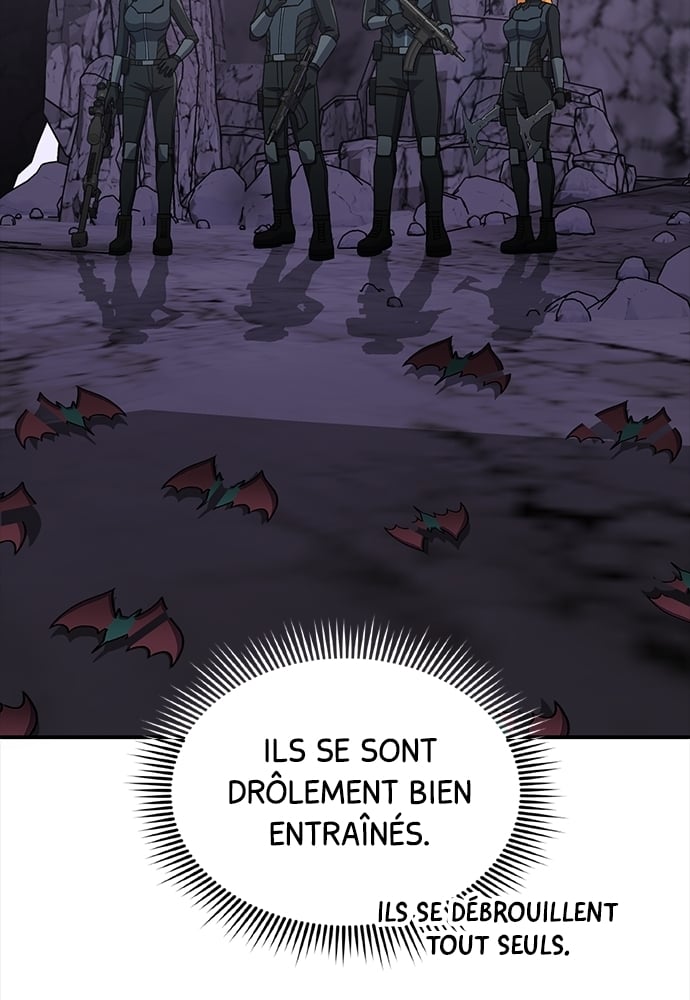 ILS SE SONT
DRÔLEMENT BIEN
ENTRAÎNÉS.
ILS SE DÉBROUILLENT
TOUT SEULS.